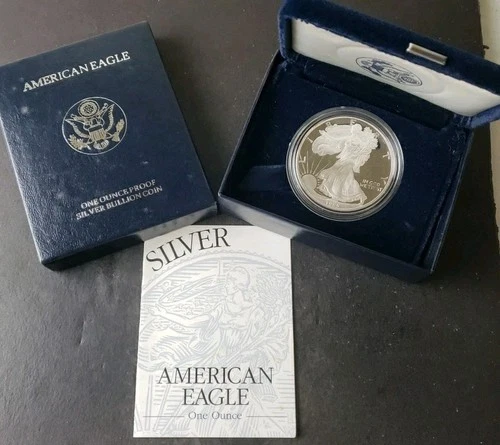 AMERICAN EAGLE
ONE OUNCE PROOF
SILVER BULLION COIN
SILVER
AMERICAN
EAGLE
One Ounce